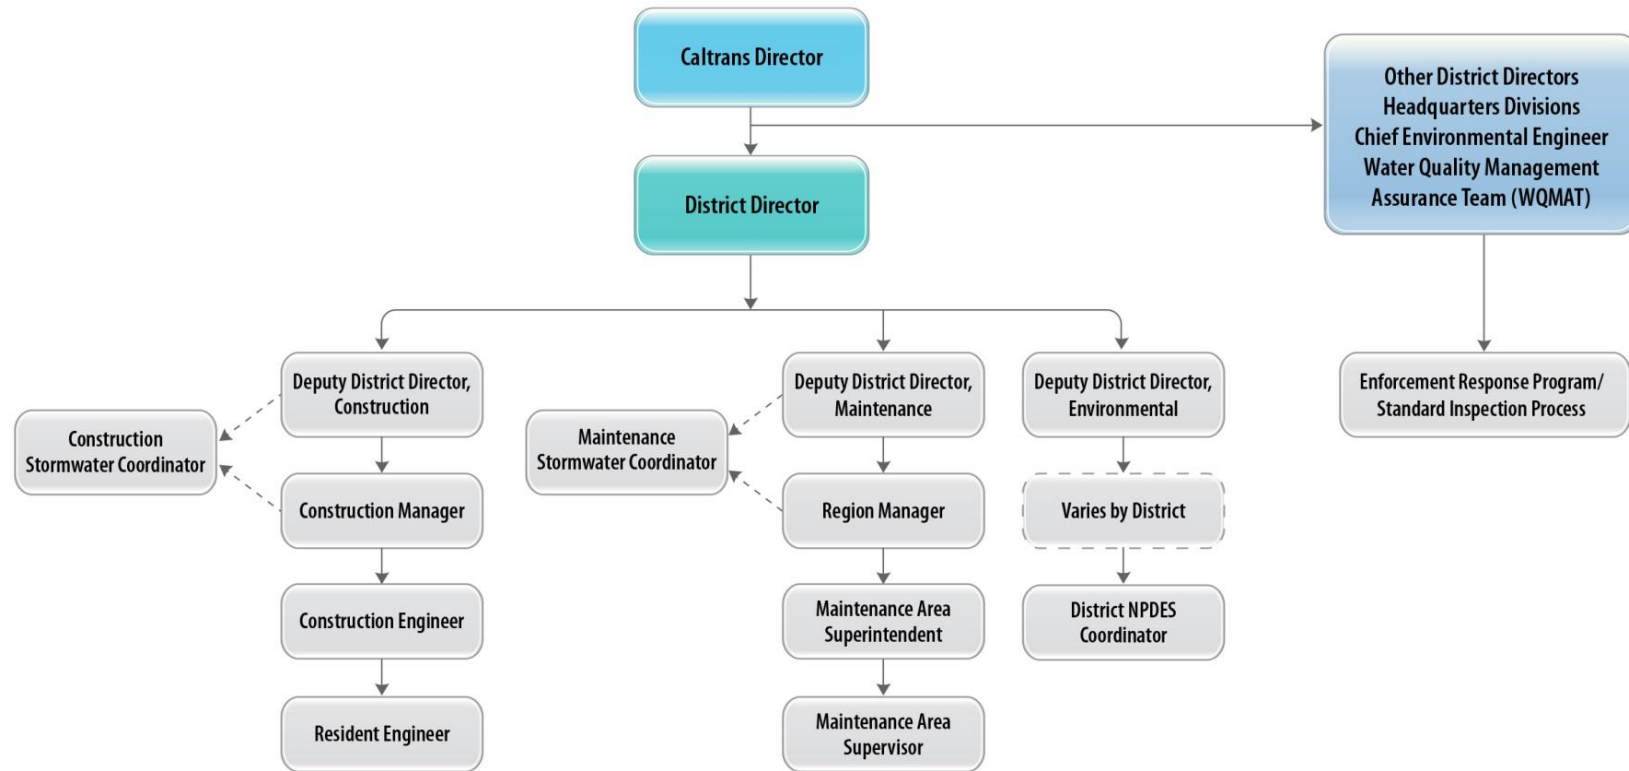 Caltrans Director
Other District Directors
Headquarters Divisions
Chief Environmental Engineer
Water Quality Management
Assurance Team (WQMAT)
District Director
Deputy District Director,
Construction
Deputy District Director,
Maintenance
Deputy District Director,
Environmental
Enforcement Response Program/
Standard Inspection Process
Construction
Stormwater Coordinator
Maintenance
Stormwater Coordinator
Construction Manager
Region Manager
Varies by District
Construction Engineer
Maintenance Area
Superintendent
District NPDES
Coordinator
Resident Engineer
Maintenance Area
Supervisor